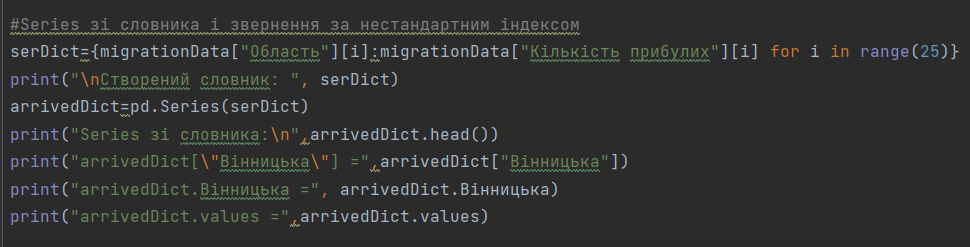 #Series зі словника і звернення за нестандартним індексом
serDict={migrationData["Область"][i]:migrationData["Кількість прибулих"][i] for i in range(25)}
print("\nСтворений словник: ", serDict)
arrivedDict=pd.Series(serDict)
print("Series зі словника:\n",arrivedDict.head())
print("arrivedDict[\"Вінницька\"] =",arrivedDict["Вінницька"])
print("arrivedDict.Вінницька =", arrivedDict.Вінницька)
print("arrivedDict.values =",arrivedDict.values)